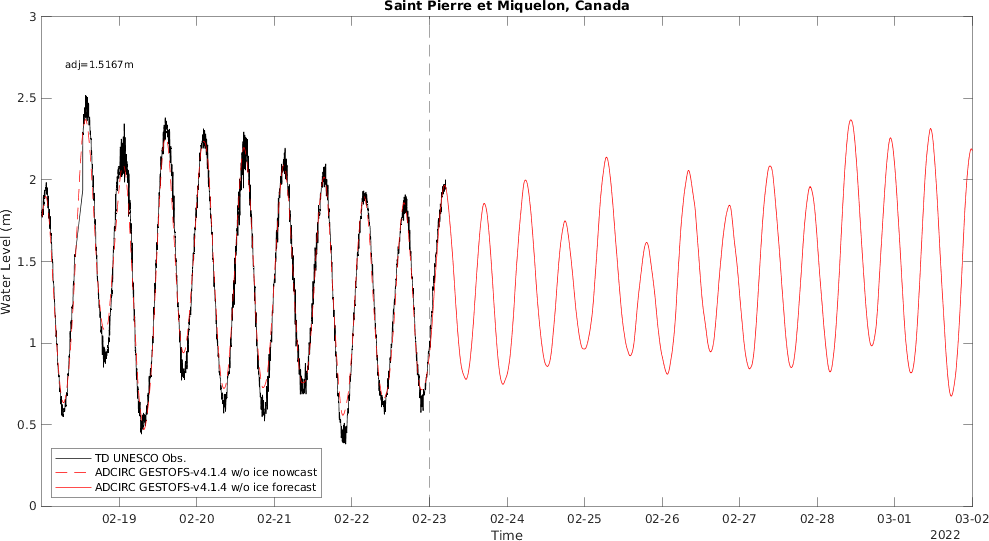 Saint Pierre et Miquelon, Canada
adj=1.5167m
Water Level (m)
3
2.5
2
1.5
1
0.5
0
TD UNESCO Obs.
ADCIRC GESTOFS-v4.1.4 w/o ice nowcast
ADCIRC GESTOFS-v4.1.4 w/o ice forecast
02-19 02-20 02-21 02-22 02-23 02-24 02-25 02-26 02-27 02-28 03-01 03-02
Time
2022